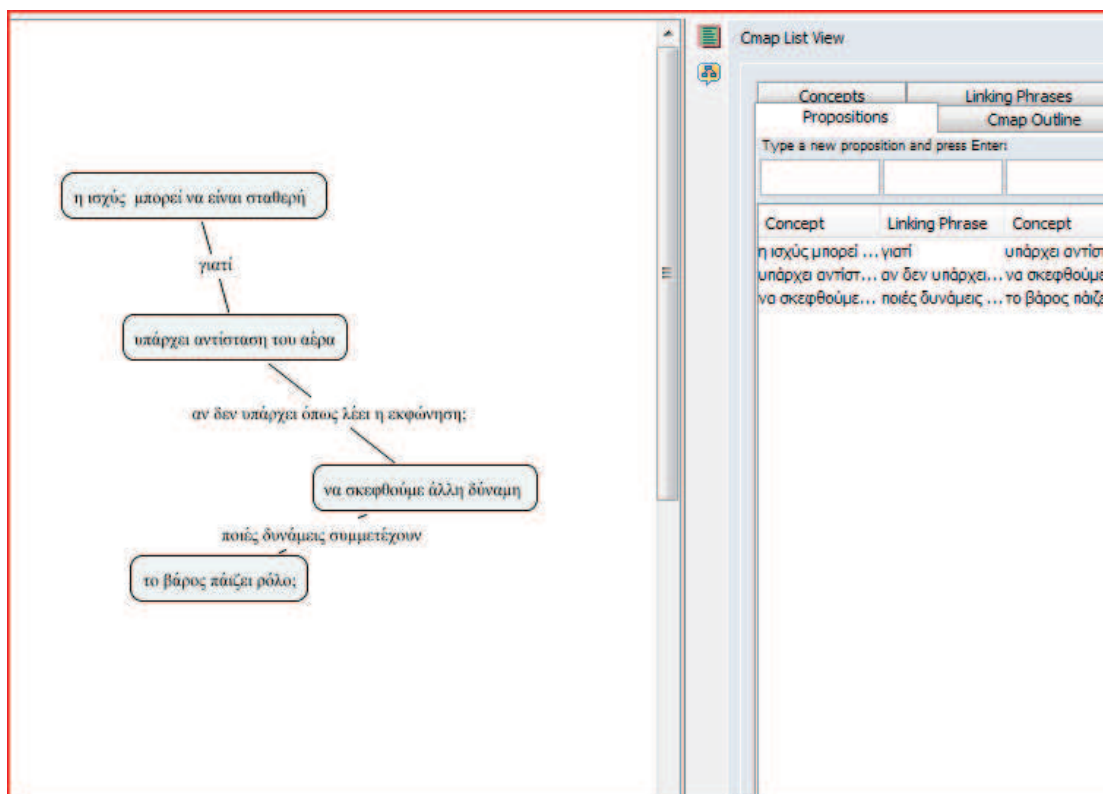 η ισχύς μπορεί να είναι σταθερή
γιατί
υπάρχει αντίσταση του αέρα
αν δεν υπάρχει όπως λέει η εκφώνηση;
να σκεφθούμε άλλη δύναμη
ποιές δυνάμεις συμμετέχουν
το βάρος πάιζει ρόλο;
Cmap List View
Concepts Linking Phrases
Propositions Cmap Outline
Type a new proposition and press Enter:
Concept Linking Phrase Concept
η ισχύς μπορεί ... γιατί υπάρχει αντίστ
υπάρχει αντίστ... αν δεν υπάρχει... να σκεφθούμε
να σκεφθούμε... ποιές δυνάμεις ... το βάρος πάιζε